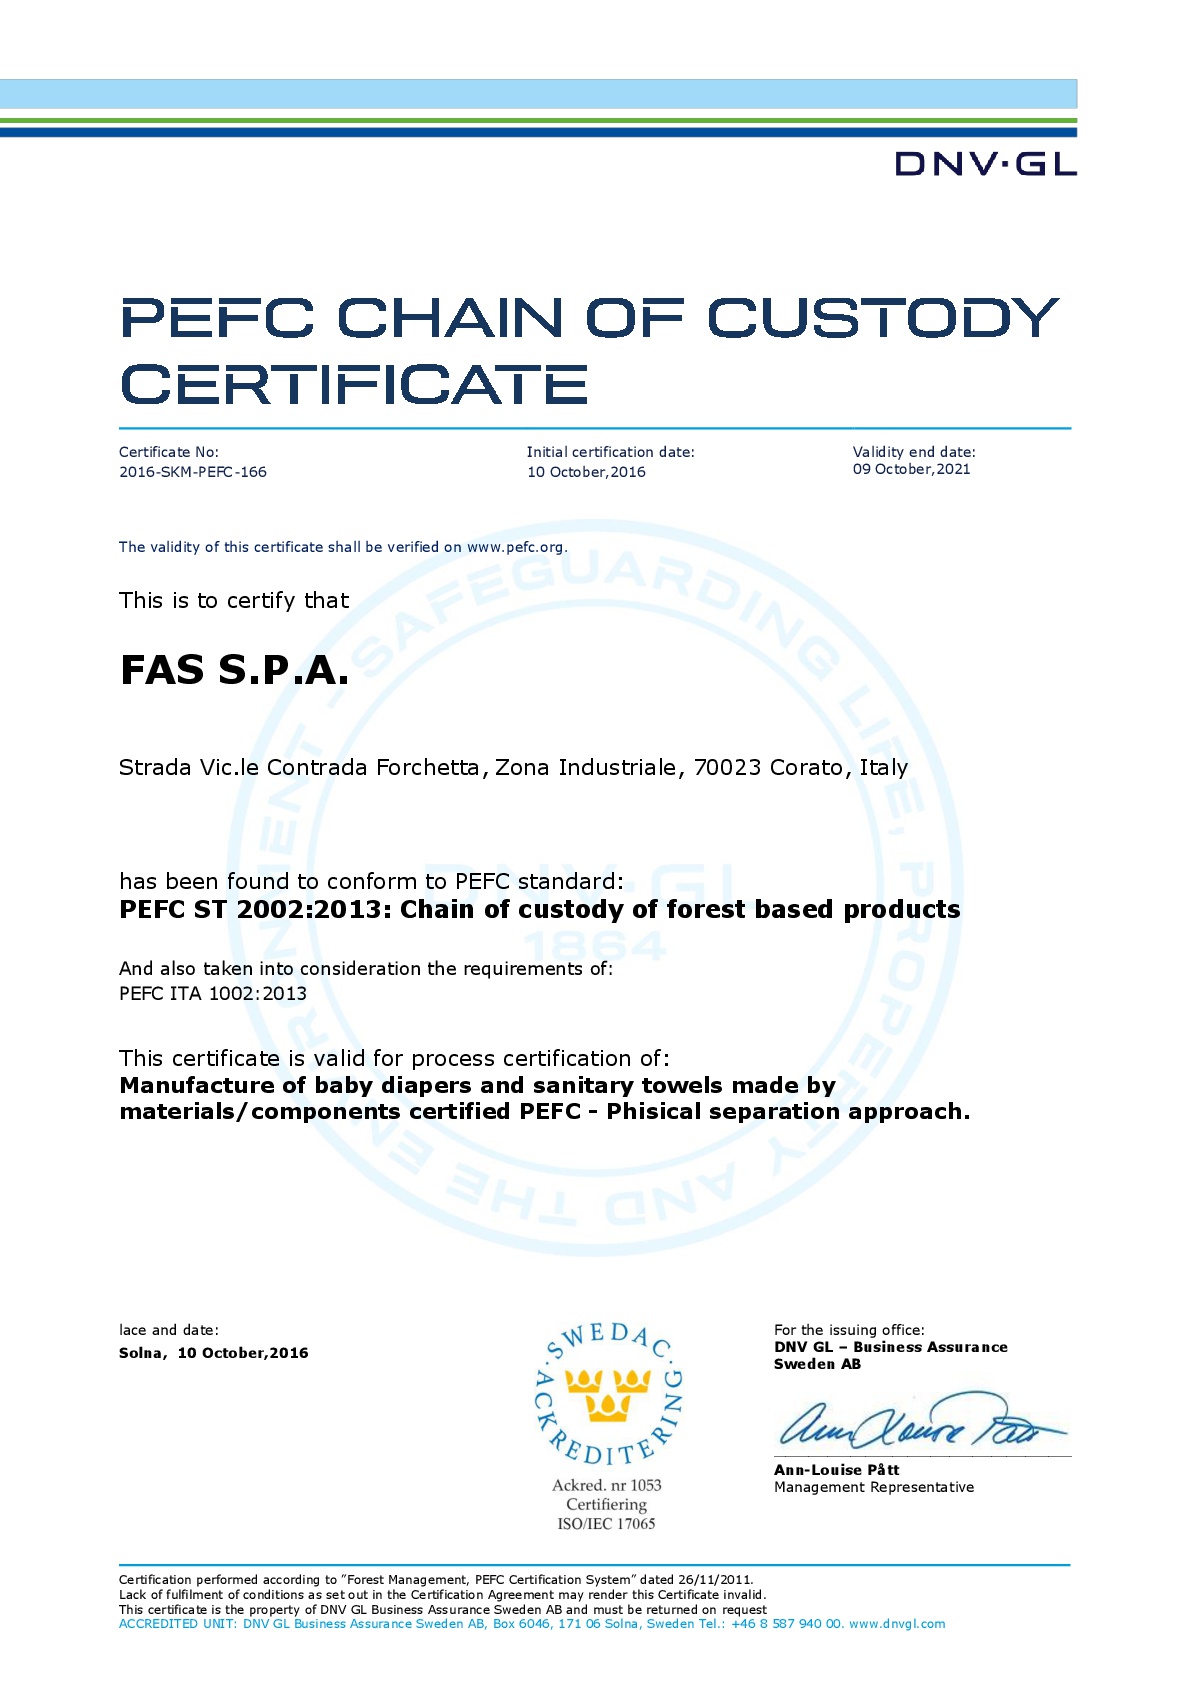 DNV·GL
PEFC CHAIN OF CUSTODY
CERTIFICATE
Certificate No:
2016-SKM-PEFC-166
Initial certification date:
10 October,2016
Validity end date:
09 October,2021
The validity of this certificate shall be verified on www.pefc.org.
This is to certify that
FAS S.P.A.
Strada Vic.le Contrada Forchetta, Zona Industriale, 70023 Corato, Italy
has been found to conform to PEFC standard:
PEFC ST 2002:2013: Chain of custody of forest based products
And also taken into consideration the requirements of:
PEFC ITA 1002:2013
This certificate is valid for process certification of:
Manufacture of baby diapers and sanitary towels made by
materials/components certified PEFC - Phisical separation approach.
SAFEGUARDING LIFE, PROPERTY AND THE ENVIRONMENT –
DNV·GL
1864
lace and date:
Solna, 10 October,2016
SWEDAC
ACKREDITERING
Ackred. nr 1053
Certifiering
ISO/IEC 17065
For the issuing office:
DNV GL – Business Assurance
Sweden AB
Ann-Louise Pått
Ann-Louise Pått
Management Representative
Certification performed according to ”Forest Management, PEFC Certification System” dated 26/11/2011.
Lack of fulfilment of conditions as set out in the Certification Agreement may render this Certificate invalid.
This certificate is the property of DNV GL Business Assurance Sweden AB and must be returned on request
ACCREDITED UNIT: DNV GL Business Assurance Sweden AB, Box 6046, 171 06 Solna, Sweden Tel.: +46 8 587 940 00. www.dnvgl.com